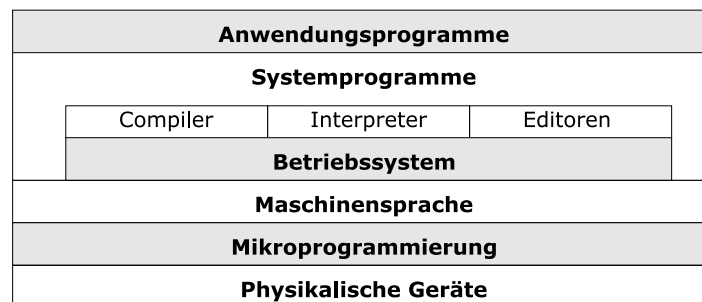 Anwendungsprogramme
Systemprogramme
Compiler Interpreter Editoren
Betriebssystem
Maschinensprache
Mikroprogrammierung
Physikalische Geräte